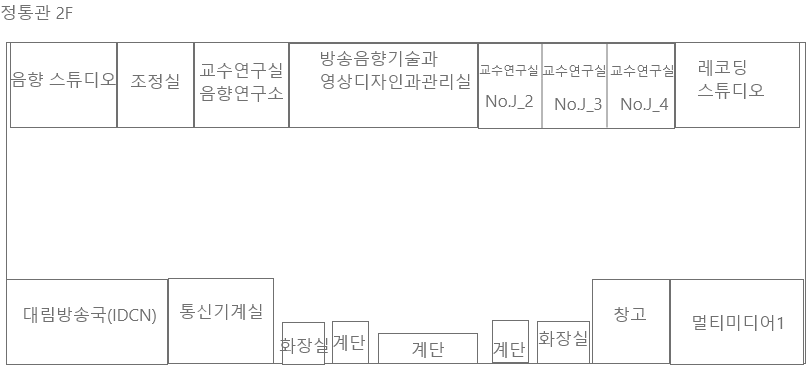 정통관 2F
음향 스튜디오
조정실
교수연구실
음향연구소
방송음향기술과
영상디자인과관리실
교수연구실
No.J_2
교수연구실
No.J_3
교수연구실
No.J_4
레코딩
스튜디오
대림방송국(IDCN)
통신기계실
화장실
계단
계단
계단
화장실
창고
멀티미디어1